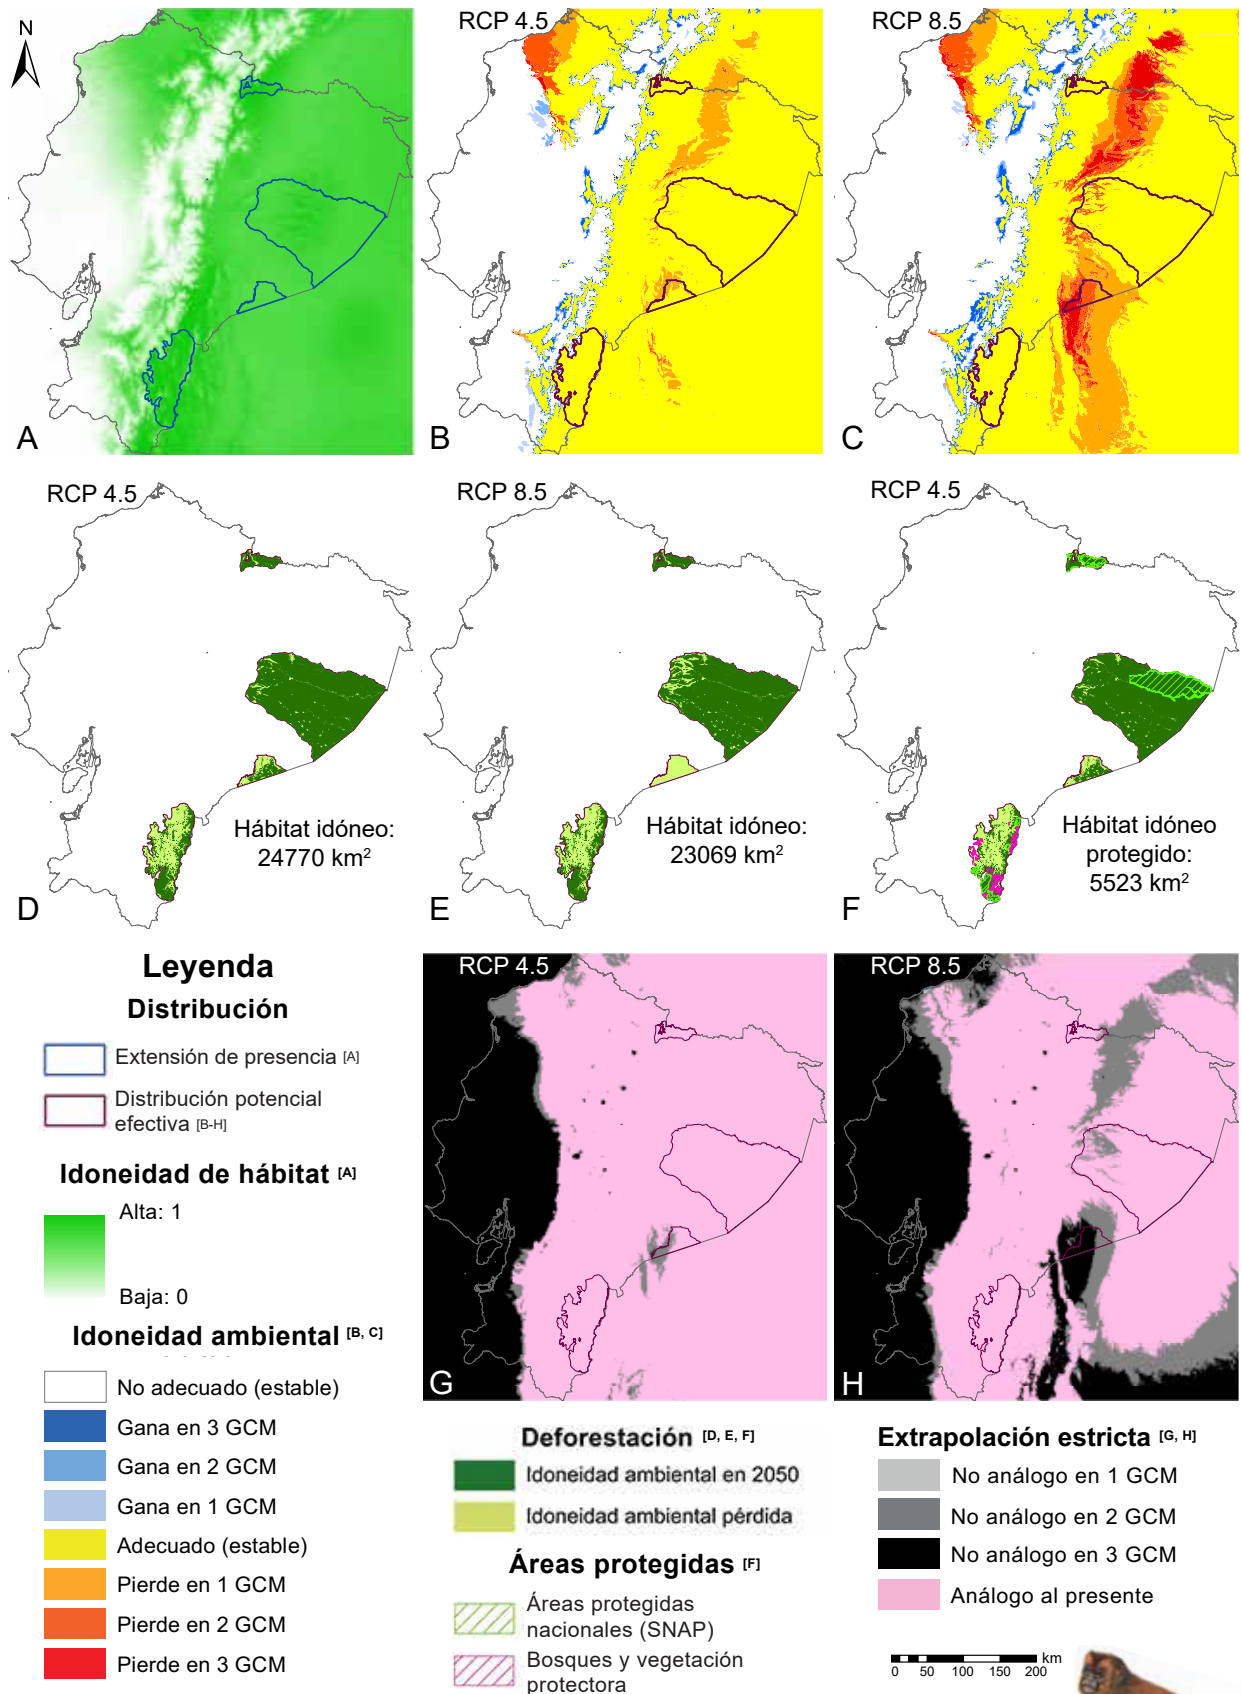 N
A
RCP 4.5
B
RCP 8.5
C
RCP 4.5
Hábitat idóneo:
24770 km²
D
RCP 8.5
Hábitat idóneo:
23069 km²
E
RCP 4.5
Hábitat idóneo
protegido:
5523 km²
F
Leyenda
Distribución
Extensión de presencia [A]
Distribución potencial
efectiva [B-H]
Idoneidad de hábitat [A]
Alta: 1
Baja: 0
Idoneidad ambiental [B, C]
No adecuado (estable)
Gana en 3 GCM
Gana en 2 GCM
Gana en 1 GCM
Adecuado (estable)
Pierde en 1 GCM
Pierde en 2 GCM
Pierde en 3 GCM
RCP 4.5
G
RCP 8.5
H
Deforestación [D, E, F]
Idoneidad ambiental en 2050
Idoneidad ambiental pérdida
Áreas protegidas [F]
Áreas protegidas
nacionales (SNAP)
Bosques y vegetación
protectora
Extrapolación estricta [G, H]
No análogo en 1 GCM
No análogo en 2 GCM
No análogo en 3 GCM
Análogo al presente
km
0 50 100 150 200